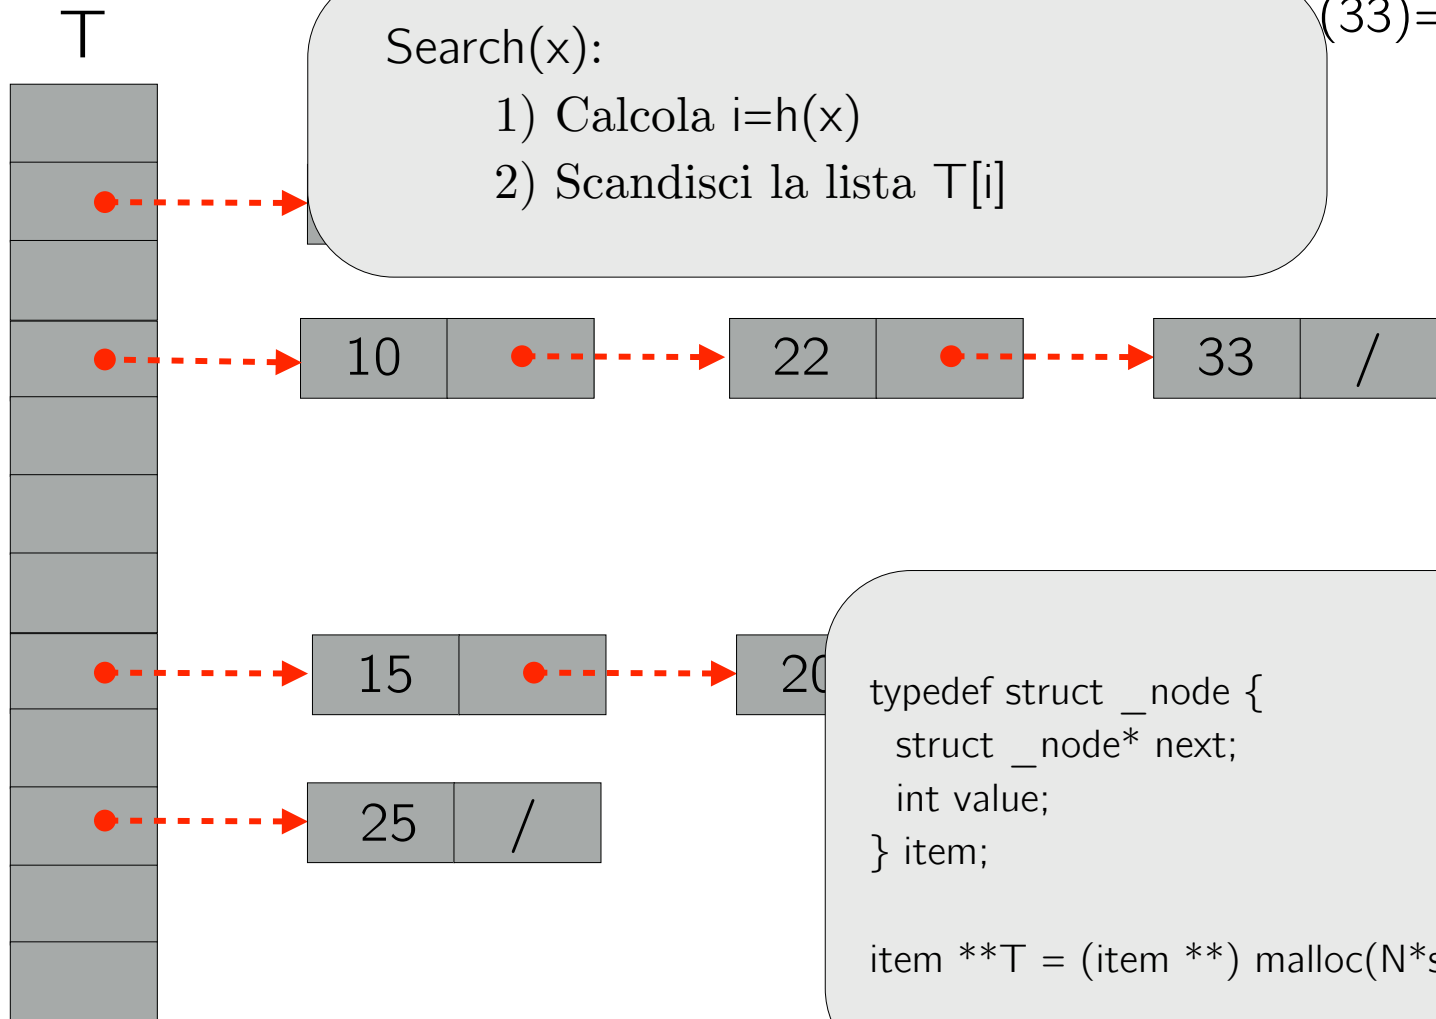 T
(33)=
Search(x):
1) Calcola i=h(x)
2) Scandisci la lista T[i]
10 22 33 /
15
25 /
typedef struct _node {
struct _node* next;
int value;
} item;
item **T = (item **) malloc(N*